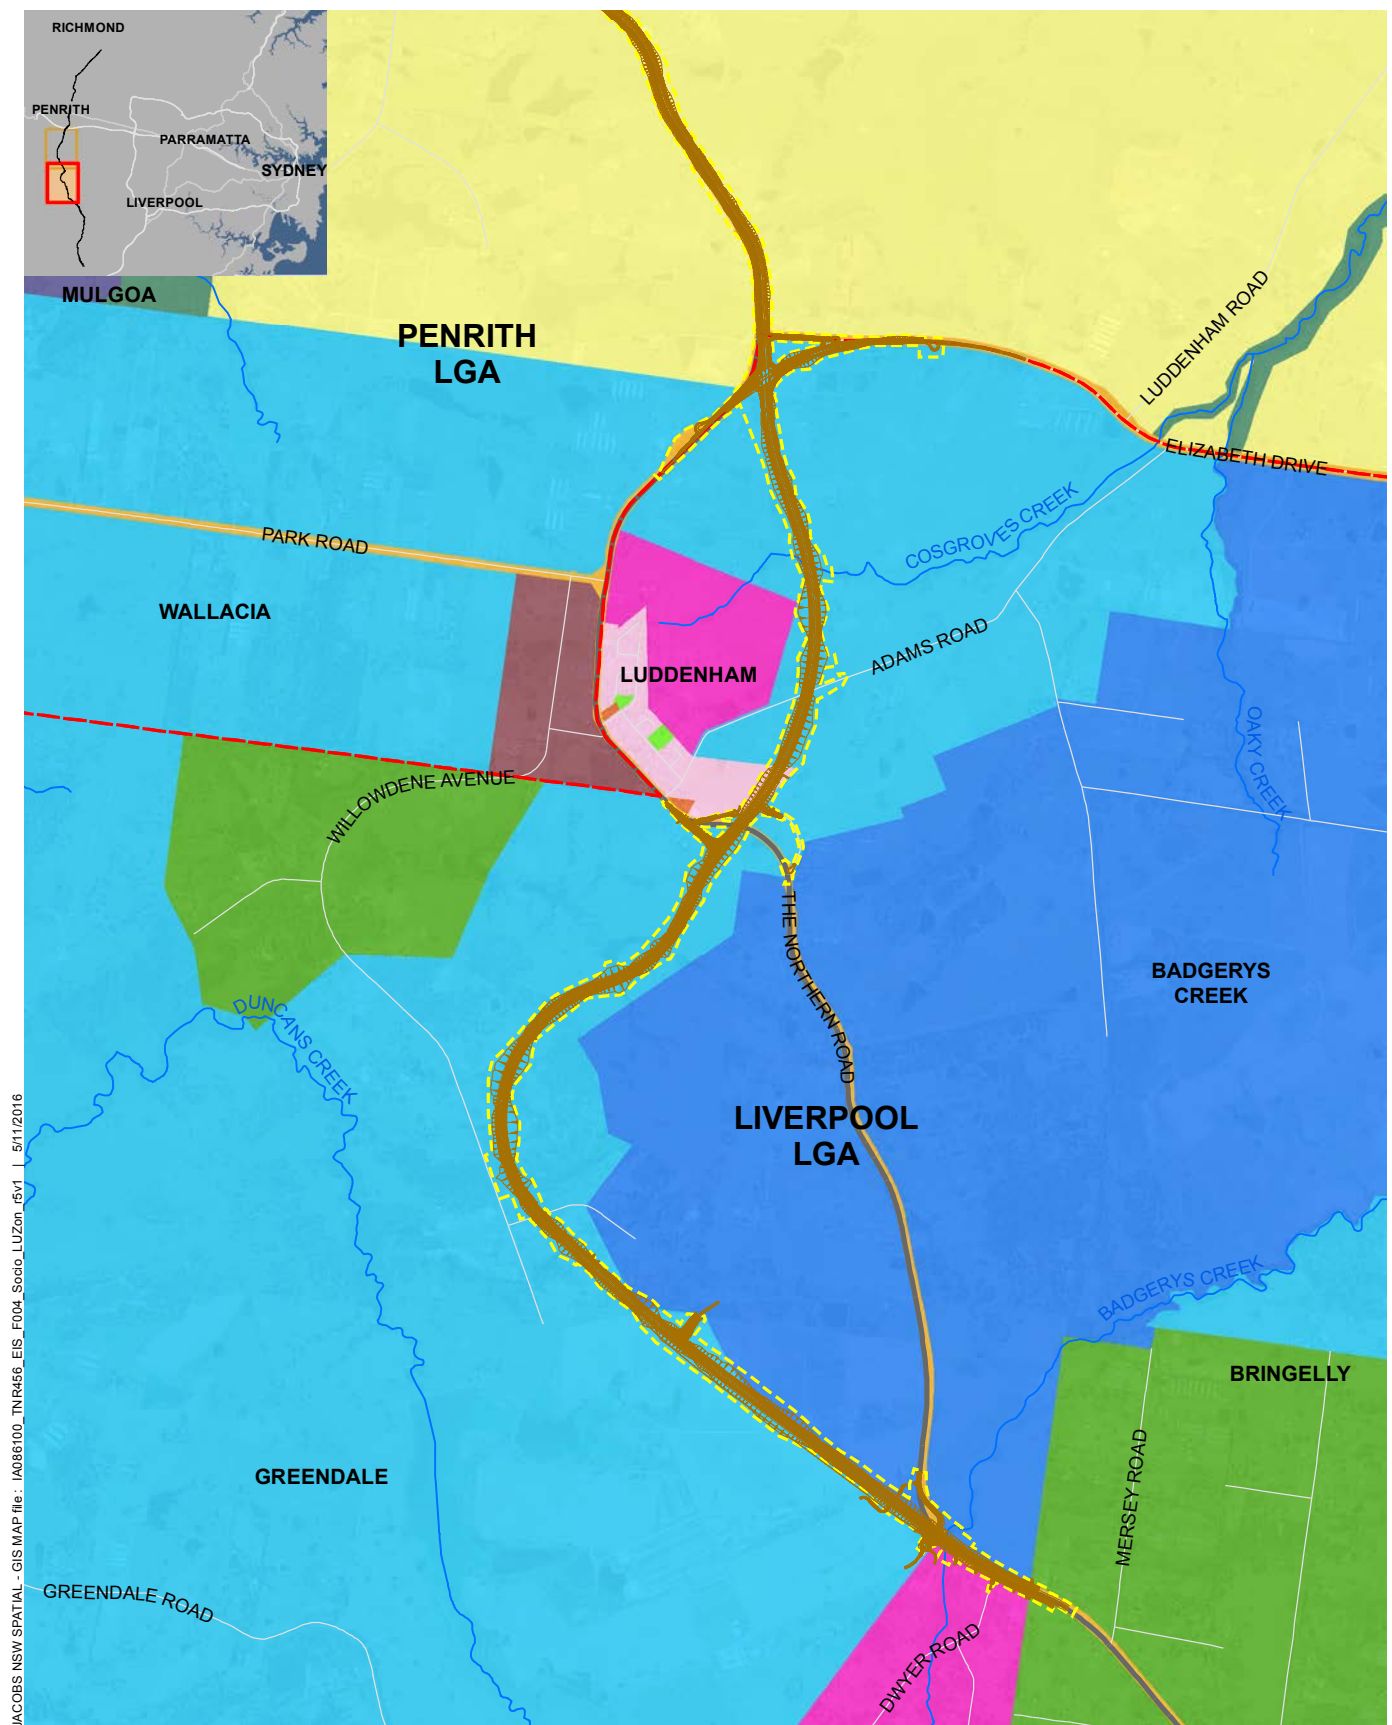 RICHMOND
PENRITH
PARRAMATTA
SYDNEY
LIVERPOOL
MULGOA
PENRITH
LGA
LUDDENHAM ROAD
ELIZABETH DRIVE
PARK ROAD
COSGROVES CREEK
WALLACIA
ADAMS ROAD
LUDDENHAM
OAKY CREEK
WILLOWDENE AVENUE
THE NORTHERN ROAD
BADGERYS
CREEK
DUNCANS CREEK
LIVERPOOL
LGA
BADGERYS CREEK
BRINGELLY
GREENDALE
MERSEY ROAD
GREENDALE ROAD
DWYER ROAD
JACOBS NSW SPATIAL - GIS MAP file : IA086100_TNR456_EIS_F004_Socio_LUZon_r5v1 | 5/11/2016